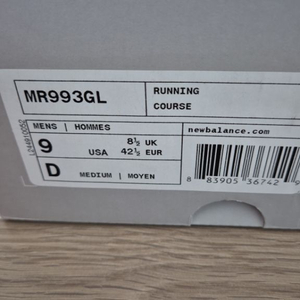 MR993GL
RUNNING
COURSE
MENS | HOMMES
newbalance.com
9 USA
8½ UK
42½ EUR
D MEDIUM | MOYEN
8 83905 36742